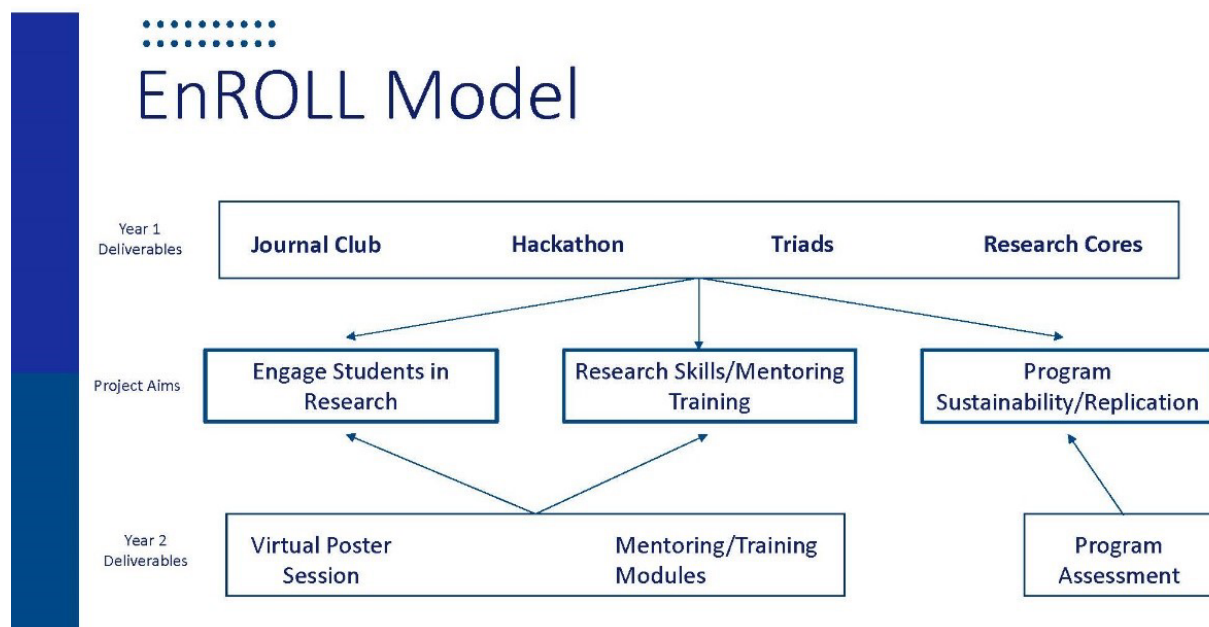 EnROLL Model
Year 1
Deliverables
Journal Club
Hackathon
Triads
Research Cores
Project Aims
Engage Students in
Research
Research Skills/Mentoring
Training
Program
Sustainability/Replication
Year 2
Deliverables
Virtual Poster
Session
Mentoring/Training
Modules
Program
Assessment